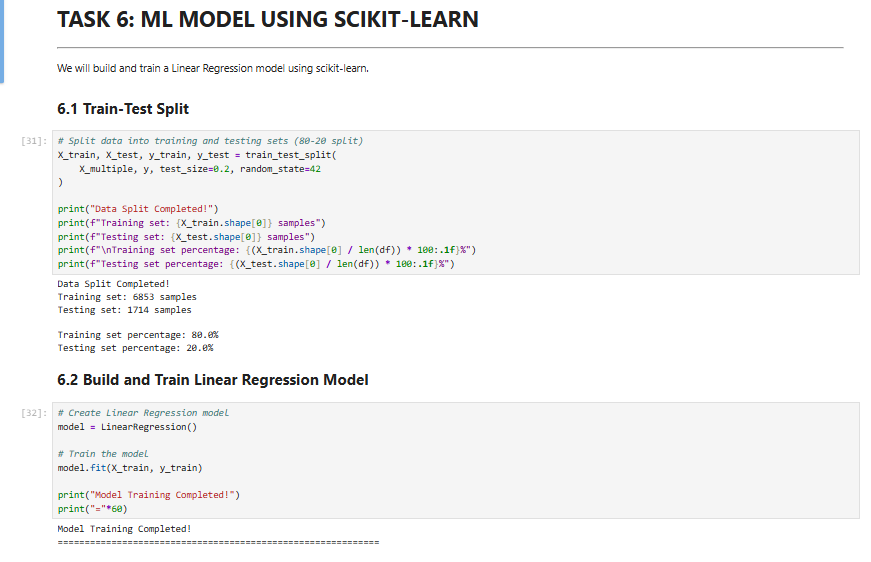 TASK 6: ML MODEL USING SCIKIT-LEARN
We will build and train a Linear Regression model using scikit-learn.
6.1 Train-Test Split
[31]: # Split data into training and testing sets (80-20 split)
X_train, X_test, y_train, y_test = train_test_split(
    X_multiple, y, test_size=0.2, random_state=42
)
print("Data Split Completed!")
print(f"Training set: {X_train.shape[0]} samples")
print(f"Testing set: {X_test.shape[0]} samples")
print(f"\nTraining set percentage: {(X_train.shape[0] / len(df)) * 100:.1f}%")
print(f"Testing set percentage: {(X_test.shape[0] / len(df)) * 100:.1f}%")
Data Split Completed!
Training set: 6853 samples
Testing set: 1714 samples
Training set percentage: 80.0%
Testing set percentage: 20.0%
6.2 Build and Train Linear Regression Model
[32]: # Create Linear Regression model
model = LinearRegression()
# Train the model
model.fit(X_train, y_train)
print("Model Training Completed!")
print("="*60)
Model Training Completed!
============================================================